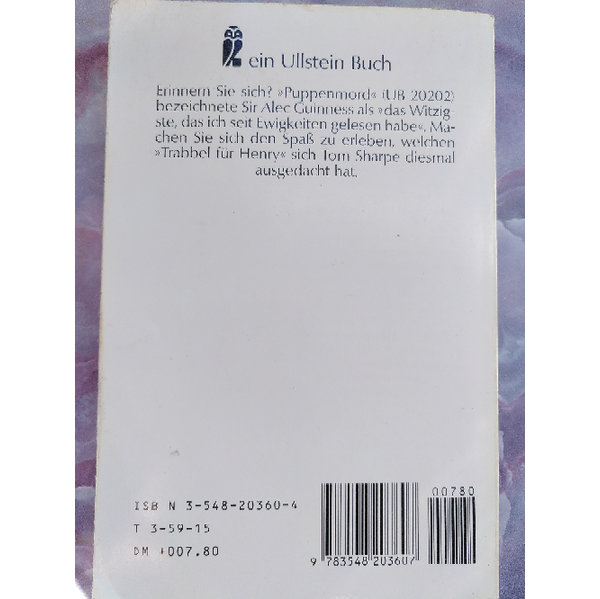 ein Ullstein Buch
Erinnern Sie sich? »Puppenmord« (UB 20202)
bezeichnete Sir Alec Guinness als »das Witzig-
ste, das ich seit Ewigkeiten gelesen habe«. Ma-
chen Sie sich den Spaß zu erleben, welchen
»Trabbel für Henry« sich Tom Sharpe diesmal
ausgedacht hat.
ISB N 3-548-20360-4
T 3-59-15
DM +007.80
00780
9 783548 203607